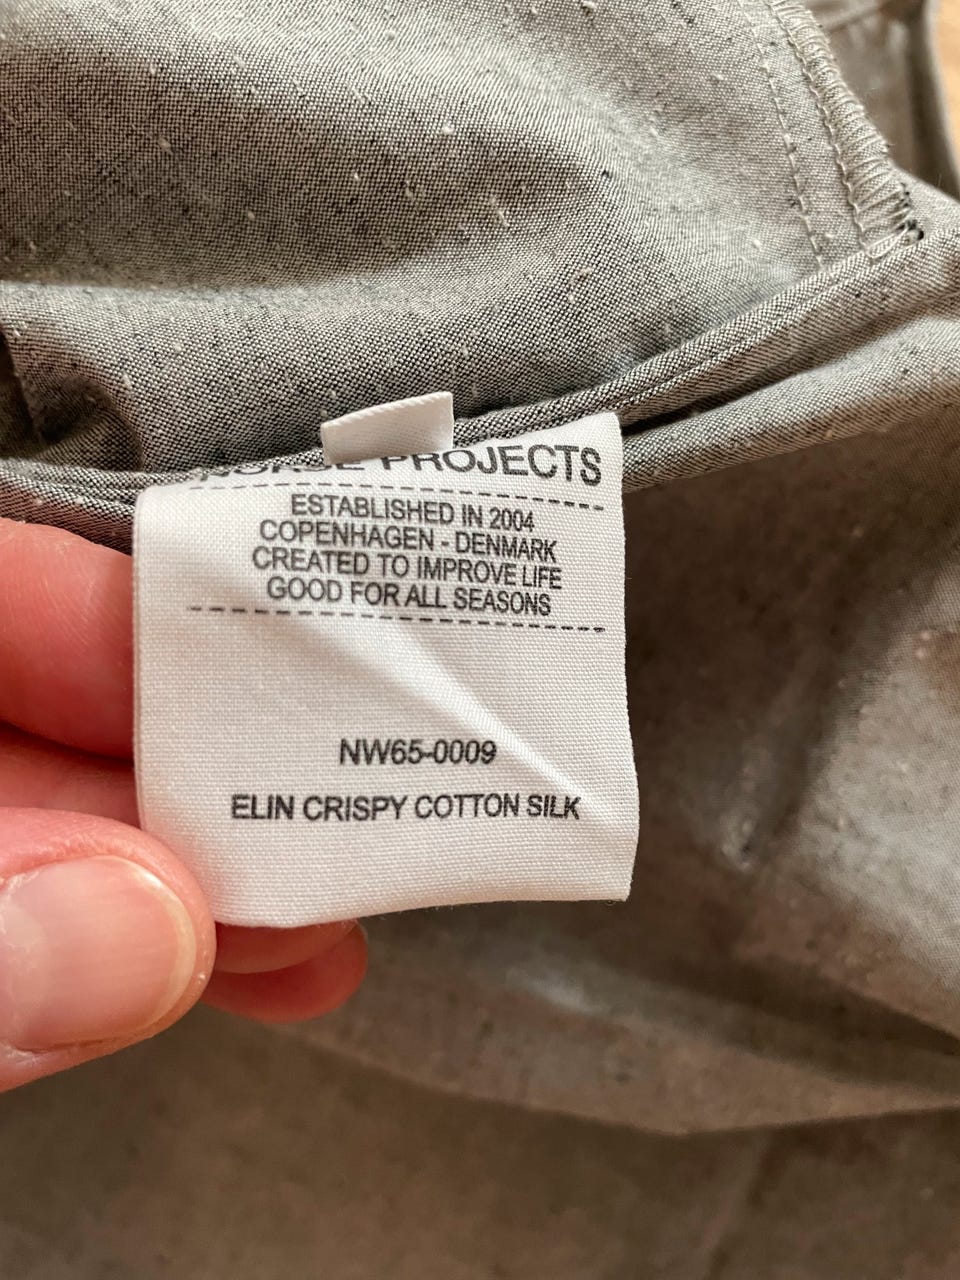 PROJECTS
ESTABLISHED IN 2004
COPENHAGEN - DENMARK
CREATED TO IMPROVE LIFE
GOOD FOR ALL SEASONS
NW65-0009
ELIN CRISPY COTTON SILK